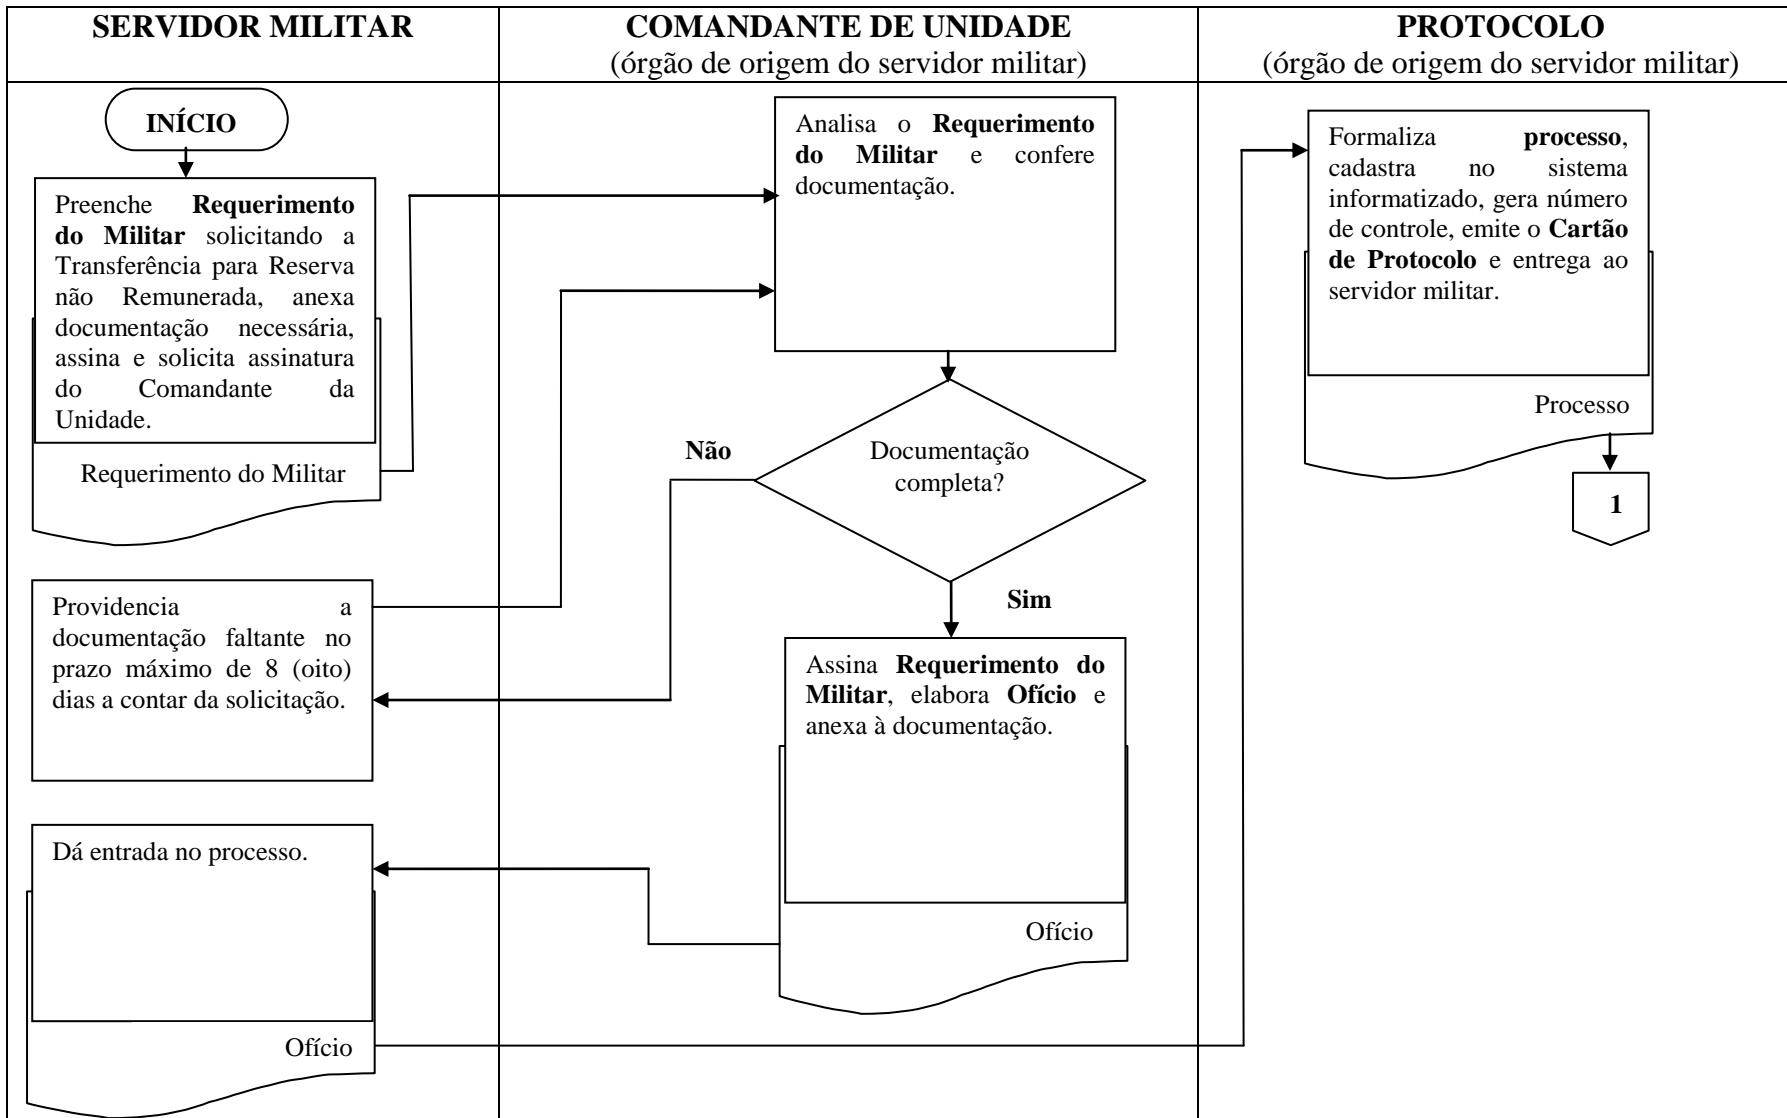 SERVIDOR MILITAR
COMANDANTE DE UNIDADE
(órgão de origem do servidor militar)
PROTOCOLO
(órgão de origem do servidor militar)
INÍCIO
Preenche Requerimento
do Militar solicitando a
Transferência para Reserva
não Remunerada, anexa
documentação necessária,
assina e solicita assinatura
do Comandante da
Unidade.
Requerimento do Militar
Providencia a
documentação faltante no
prazo máximo de 8 (oito)
dias a contar da solicitação.
Dá entrada no processo.
Ofício
Analisa o Requerimento
do Militar e confere
documentação.
Documentação
completa?
Não
Sim
Assina Requerimento do
Militar, elabora Ofício e
anexa à documentação.
Ofício
Formaliza processo,
cadastra no sistema
informatizado, gera número
de controle, emite o Cartão
de Protocolo e entrega ao
servidor militar.
Processo
1